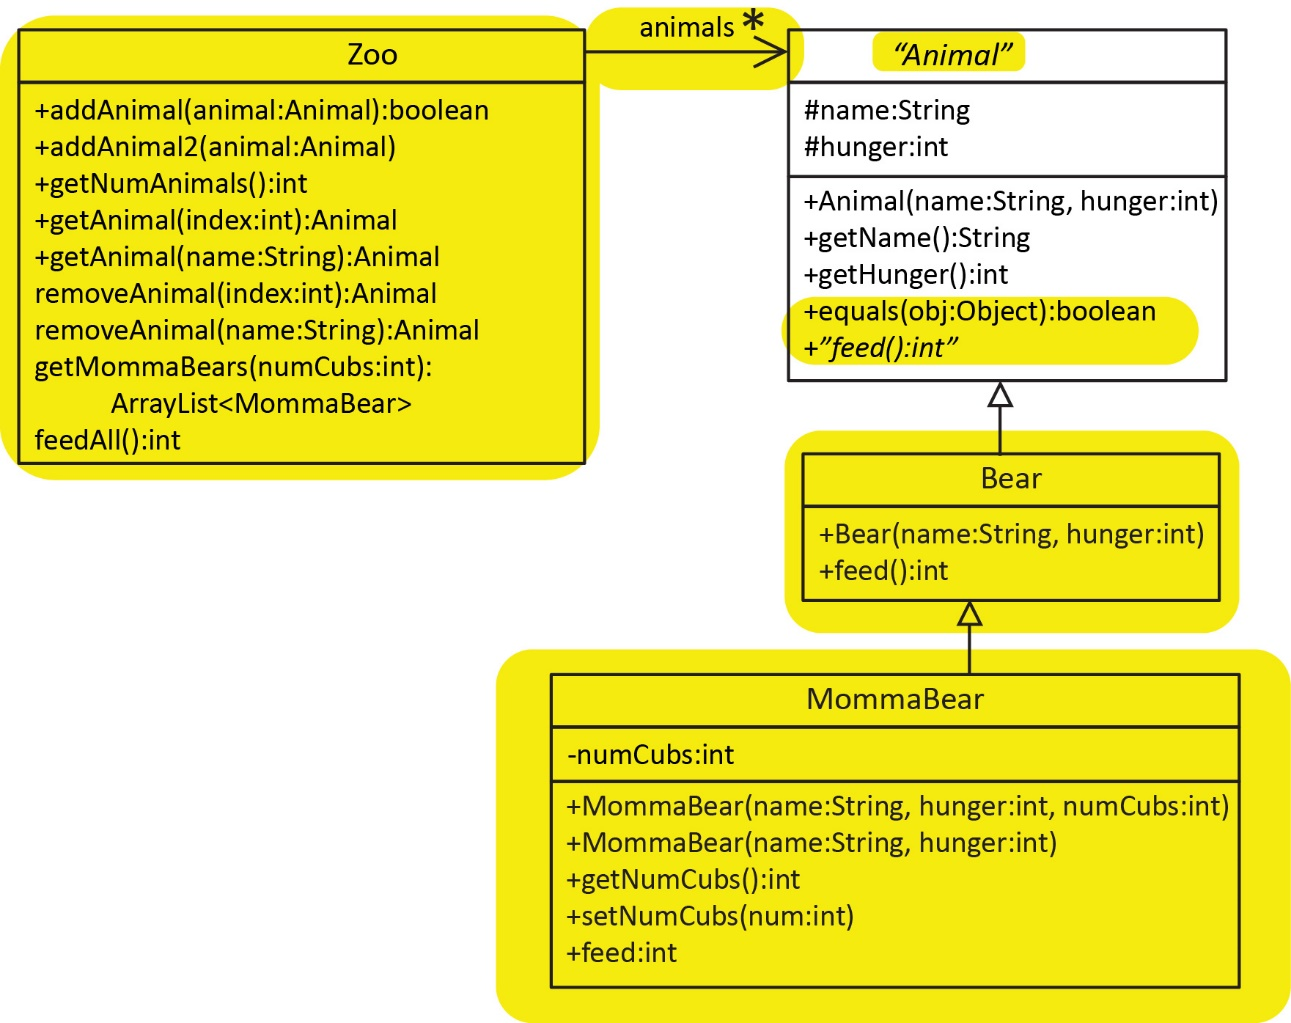 Zoo
+addAnimal(animal:Animal):boolean
+addAnimal2(animal:Animal)
+getNumAnimals():int
+getAnimal(index:int):Animal
+getAnimal(name:String):Animal
removeAnimal(index:int):Animal
removeAnimal(name:String):Animal
getMommaBears(numCubs:int):
ArrayList<MommaBear>
feedAll():int
animals *
“Animal”
#name:String
#hunger:int
+Animal(name:String, hunger:int)
+getName():String
+getHunger():int
+equals(obj:Object):boolean
+”feed():int”
Bear
+Bear(name:String, hunger:int)
+feed():int
MommaBear
-numCubs:int
+MommaBear(name:String, hunger:int, numCubs:int)
+MommaBear(name:String, hunger:int)
+getNumCubs():int
+setNumCubs(num:int)
+feed:int